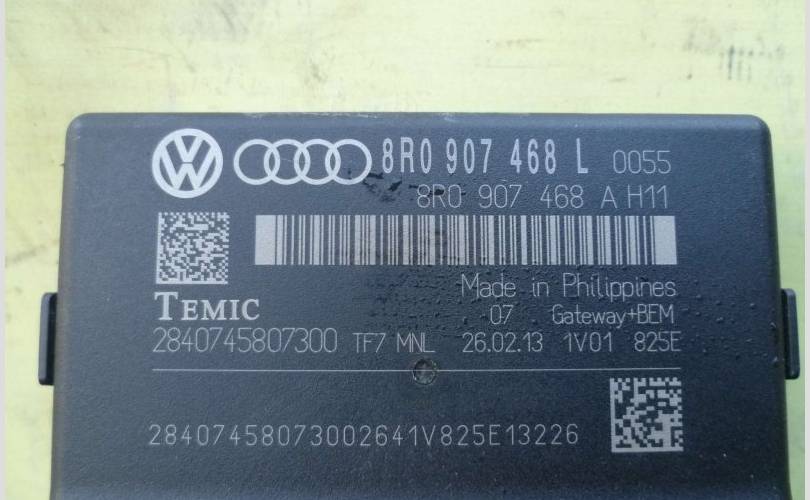 8R0 907 468 L 0055
8R0 907 468 A H11
Made in Philippines
TEMIC
07 Gateway+BEM
2840745807300 TF7 MNL 26.02.13 1V01 825E
28407458073002641V825E13226